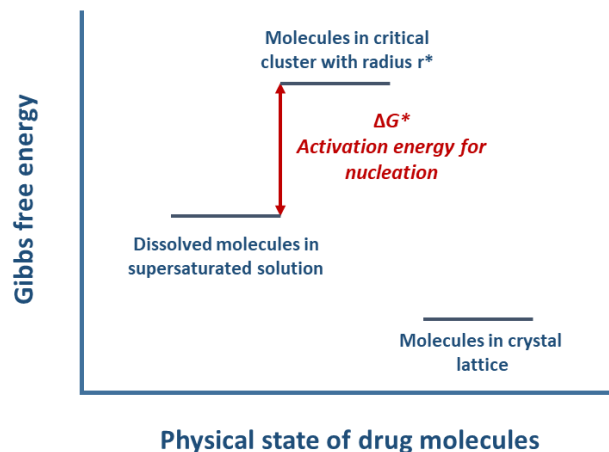 Molecules in critical
cluster with radius r*
ΔG*
Activation energy for
nucleation
Dissolved molecules in
supersaturated solution
Molecules in crystal
lattice
Gibbs free energy
Physical state of drug molecules